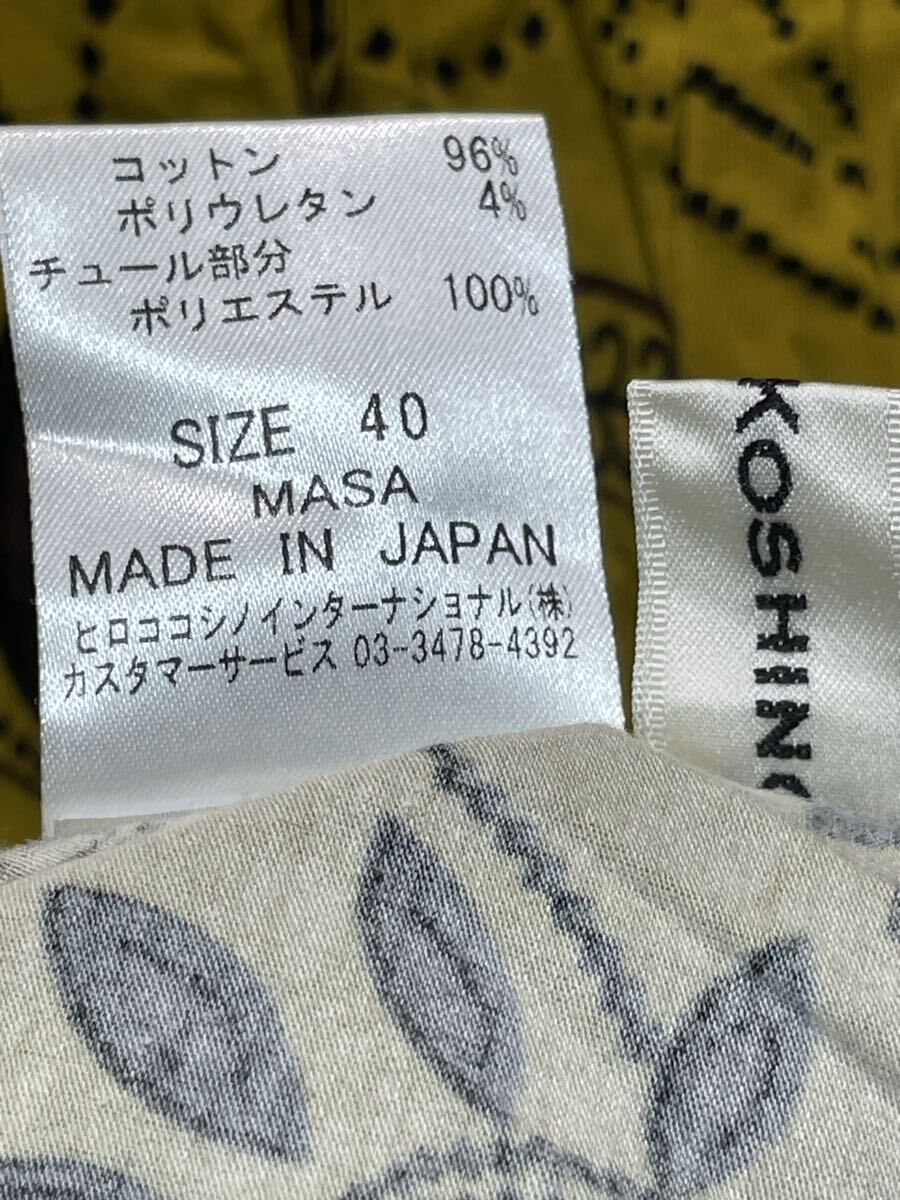 コットン 96%
ポリウレタン 4%
チュール部分
ポリエステル 100%
SIZE 40
MASA
MADE IN JAPAN
ヒロココシノインターナショナル(株)
カスタマーサービス 03-3478-4392
KOSHINO